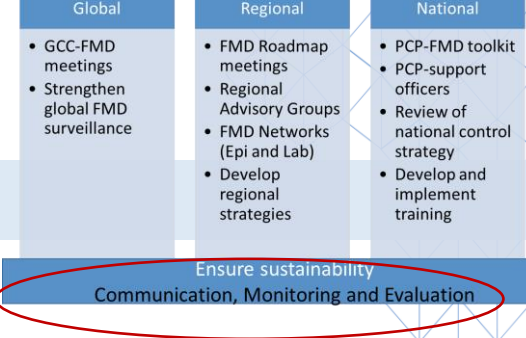 Global
• GCC-FMD
meetings
• Strengthen
global FMD
surveillance
Regional
• FMD Roadmap
meetings
• Regional
Advisory Groups
• FMD Networks
(Epi and Lab)
• Develop
regional
strategies
National
• PCP-FMD toolkit
• PCP-support
officers
• Review of
national control
strategy
• Develop and
implement
training
Ensure sustainability
Communication, Monitoring and Evaluation